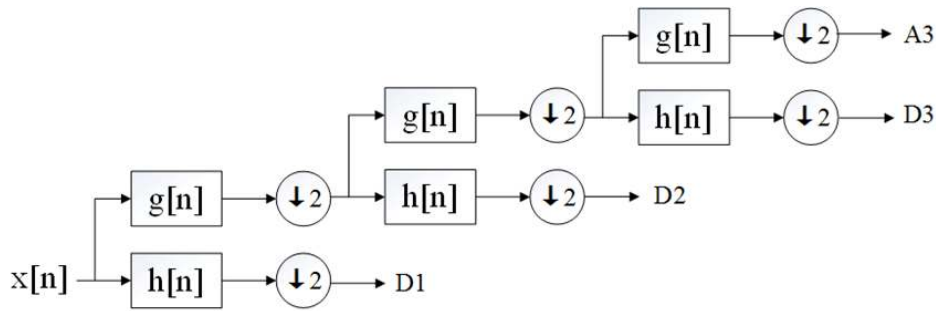 g[n] ↓2 A3
g[n] ↓2 h[n] ↓2 D3
g[n] ↓2 h[n] ↓2 D2
x[n] h[n] ↓2 D1